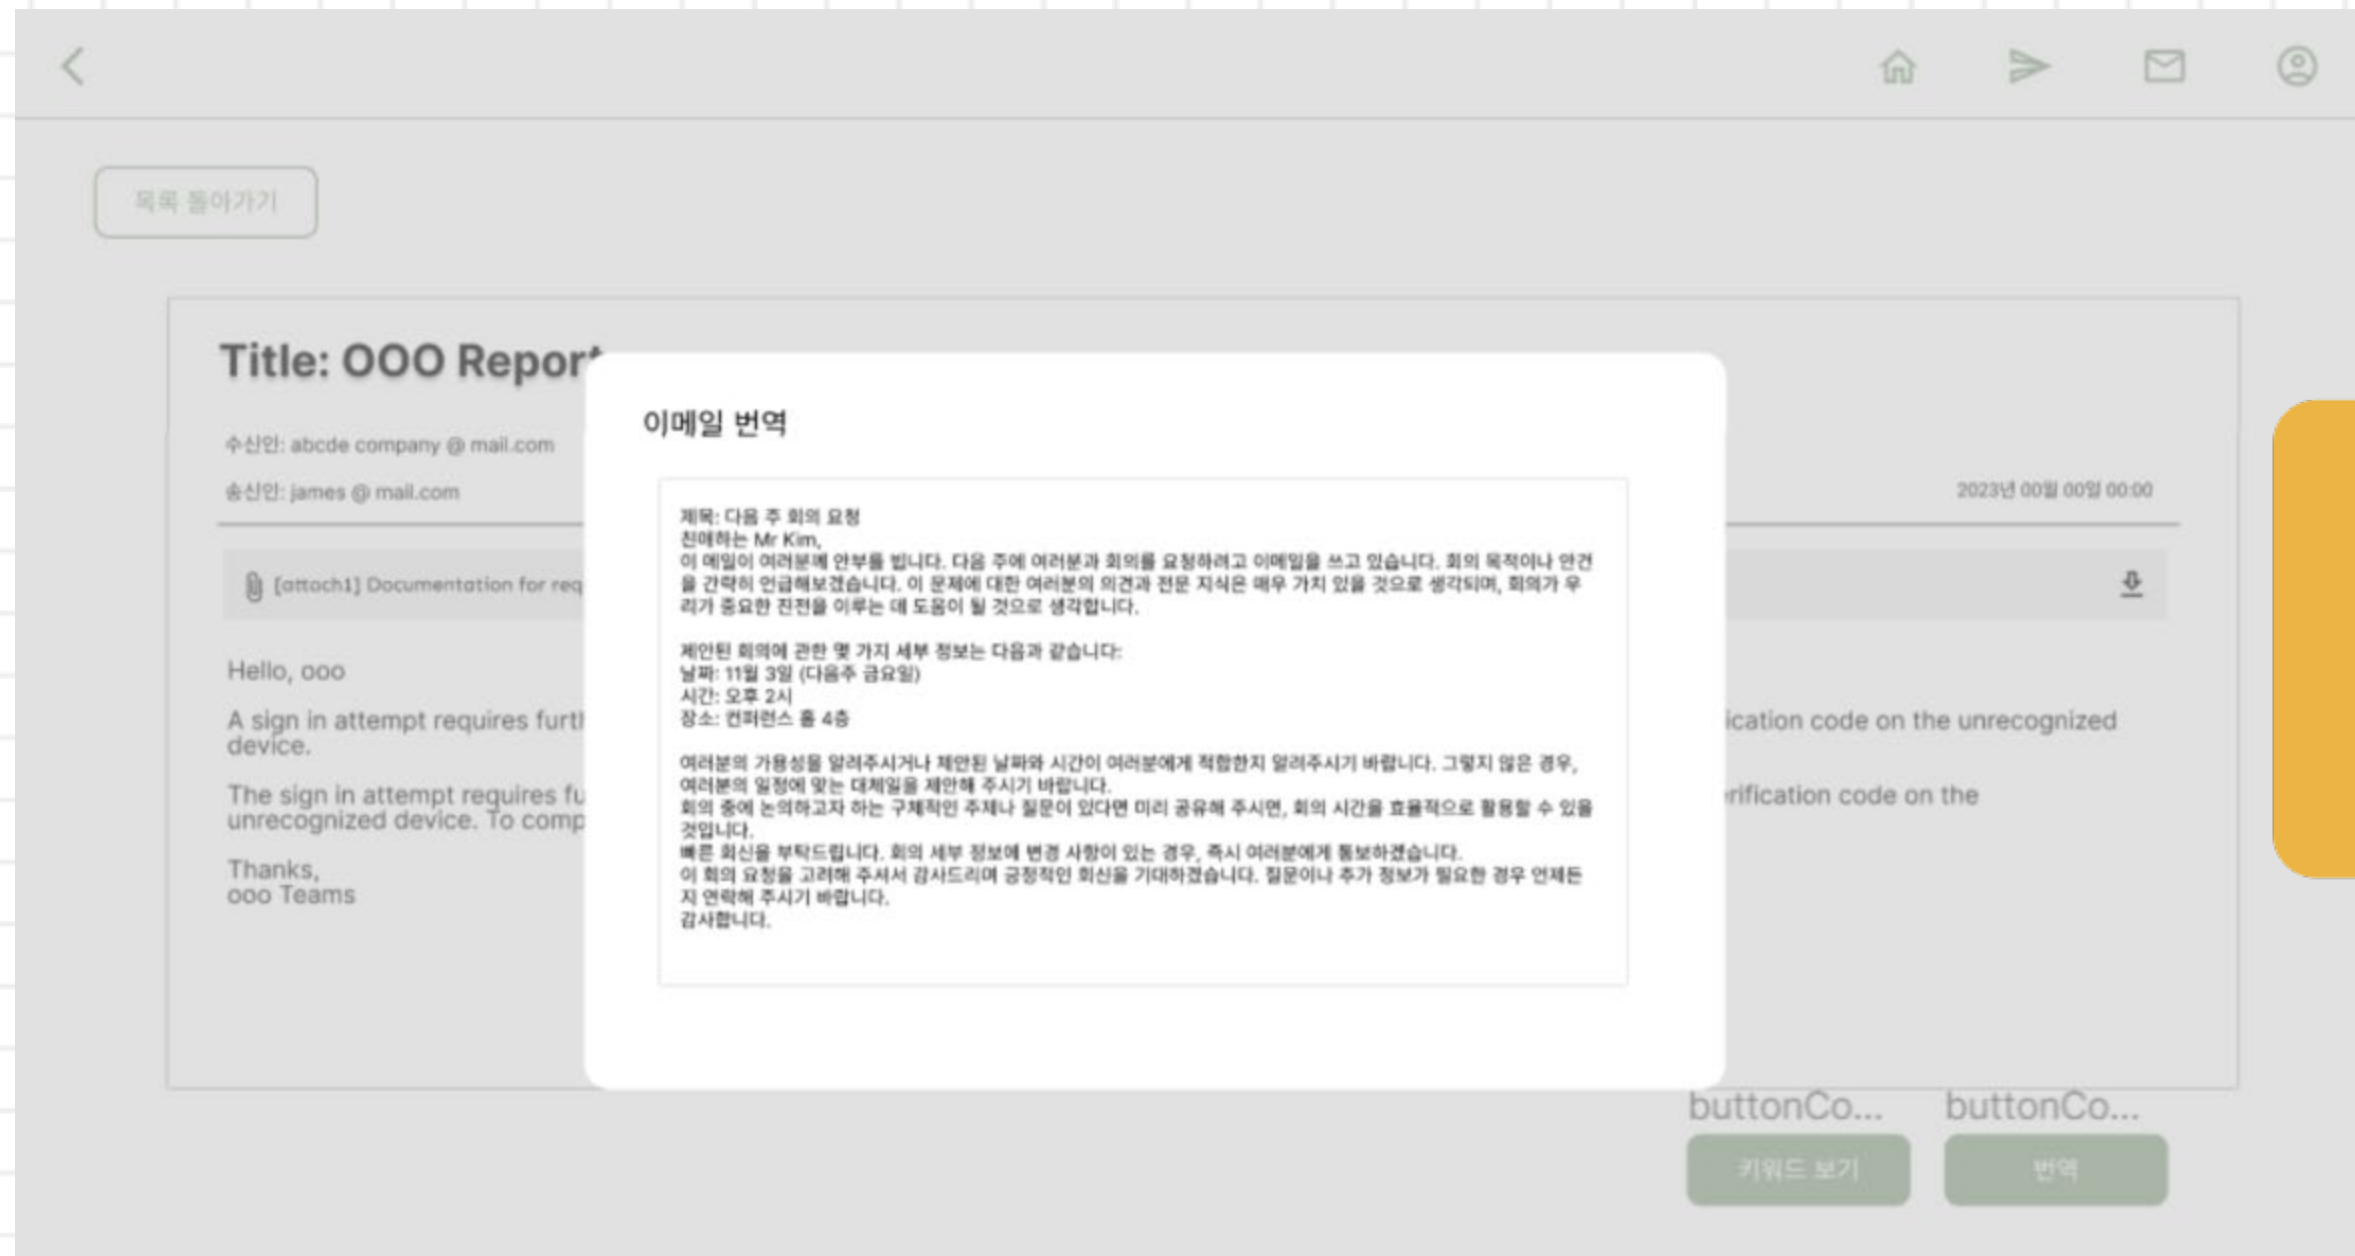 목록 돌아가기
Title: OOO Report
수신인: abcde company @ mail.com
송신인: james @ mail.com
2023년 00월 00일 00:00
[attoch1] Documentation for req
Hello, ooo
A sign in attempt requires furth
ication code on the unrecognized
device.
The sign in attempt requires fu
rification code on the
unrecognized device. To comp
Thanks,
ooo Teams
이메일 번역
제목: 다음 주 회의 요청
친애하는 Mr Kim,
이 메일이 여러분께 안부를 빕니다. 다음 주에 여러분과 회의를 요청하려고 이메일을 쓰고 있습니다. 회의 목적이나 안건
을 간략히 언급해보겠습니다. 이 문제에 대한 여러분의 의견과 전문 지식은 매우 가치 있을 것으로 생각되며, 회의가 우
리가 중요한 진전을 이루는 데 도움이 될 것으로 생각합니다.
제안된 회의에 관한 몇 가지 세부 정보는 다음과 같습니다:
날짜: 11월 3일 (다음주 금요일)
시간: 오후 2시
장소: 컨퍼런스 홀 4층
여러분의 가용성을 알려주시거나 제안된 날짜와 시간이 여러분에게 적합한지 알려주시기 바랍니다. 그렇지 않은 경우,
여러분의 일정에 맞는 대체일을 제안해 주시기 바랍니다.
회의 중에 논의하고자 하는 구체적인 주제나 질문이 있다면 미리 공유해 주시면, 회의 시간을 효율적으로 활용할 수 있을
것입니다.
빠른 회신을 부탁드립니다. 회의 세부 정보에 변경 사항이 있는 경우, 즉시 여러분에게 통보하겠습니다.
이 회의 요청을 고려해 주셔서 감사드리며 긍정적인 회신을 기대하겠습니다. 질문이나 추가 정보가 필요한 경우 언제든
지 연락해 주시기 바랍니다.
감사합니다.
buttonCo...
buttonCo...
키워드 보기
번역